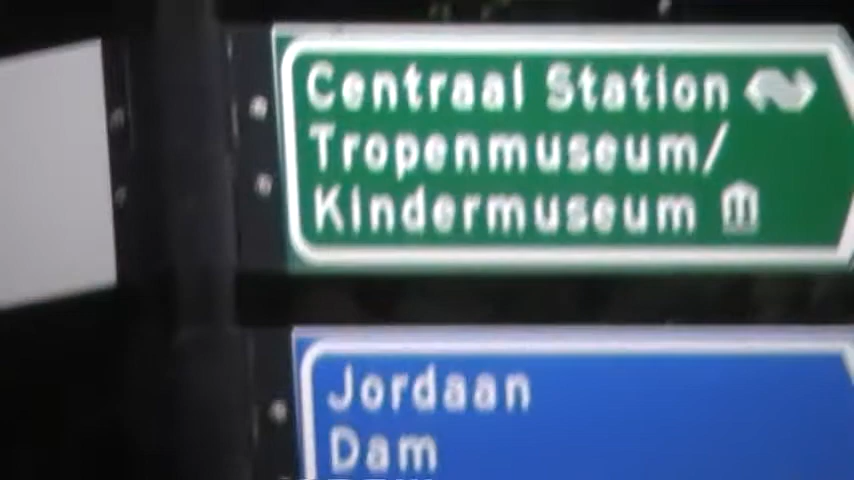 Centraal Station
Tropenmuseum/
Kindermuseum
Jordaan
Dam